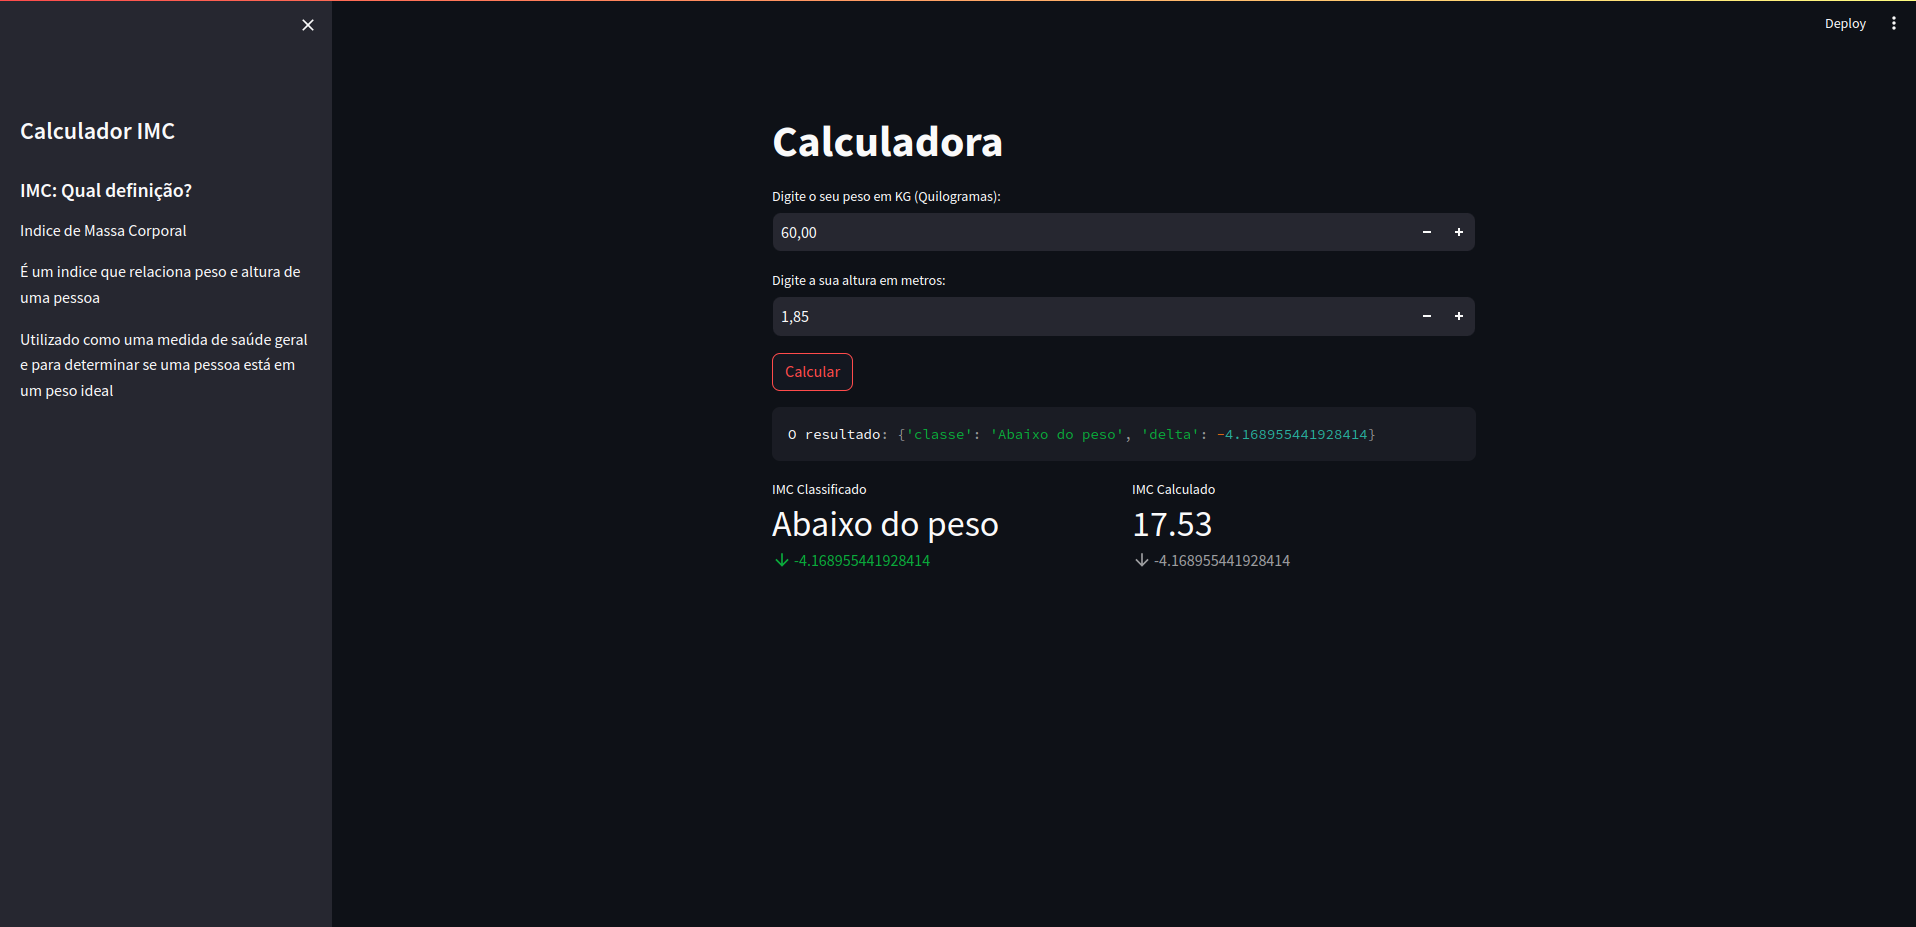 Deploy
Calculador IMC
IMC: Qual definição?
Indice de Massa Corporal
É um indice que relaciona peso e altura de
uma pessoa
Utilizado como uma medida de saúde geral
e para determinar se uma pessoa está em
um peso ideal
Calculadora
Digite o seu peso em KG (Quilogramas):
60,00
Digite a sua altura em metros:
1,85
Calcular
O resultado: {'classe': 'Abaixo do peso', 'delta': -4.168955441928414}
IMC Classificado
Abaixo do peso
-4.168955441928414
IMC Calculado
17.53
-4.168955441928414